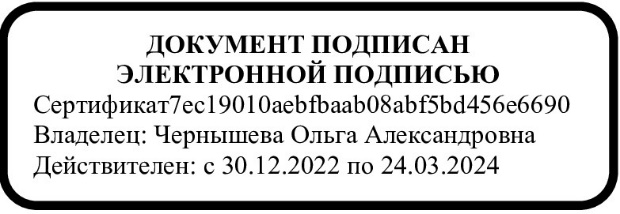 ДОКУМЕНТ ПОДПИСАН
ЭЛЕКТРОННОЙ ПОДПИСЬЮ
Сертификат7ec19010aebfbaab08abf5bd456e6690
Владелец: Чернышева Ольга Александровна
Действителен: с 30.12.2022 по 24.03.2024